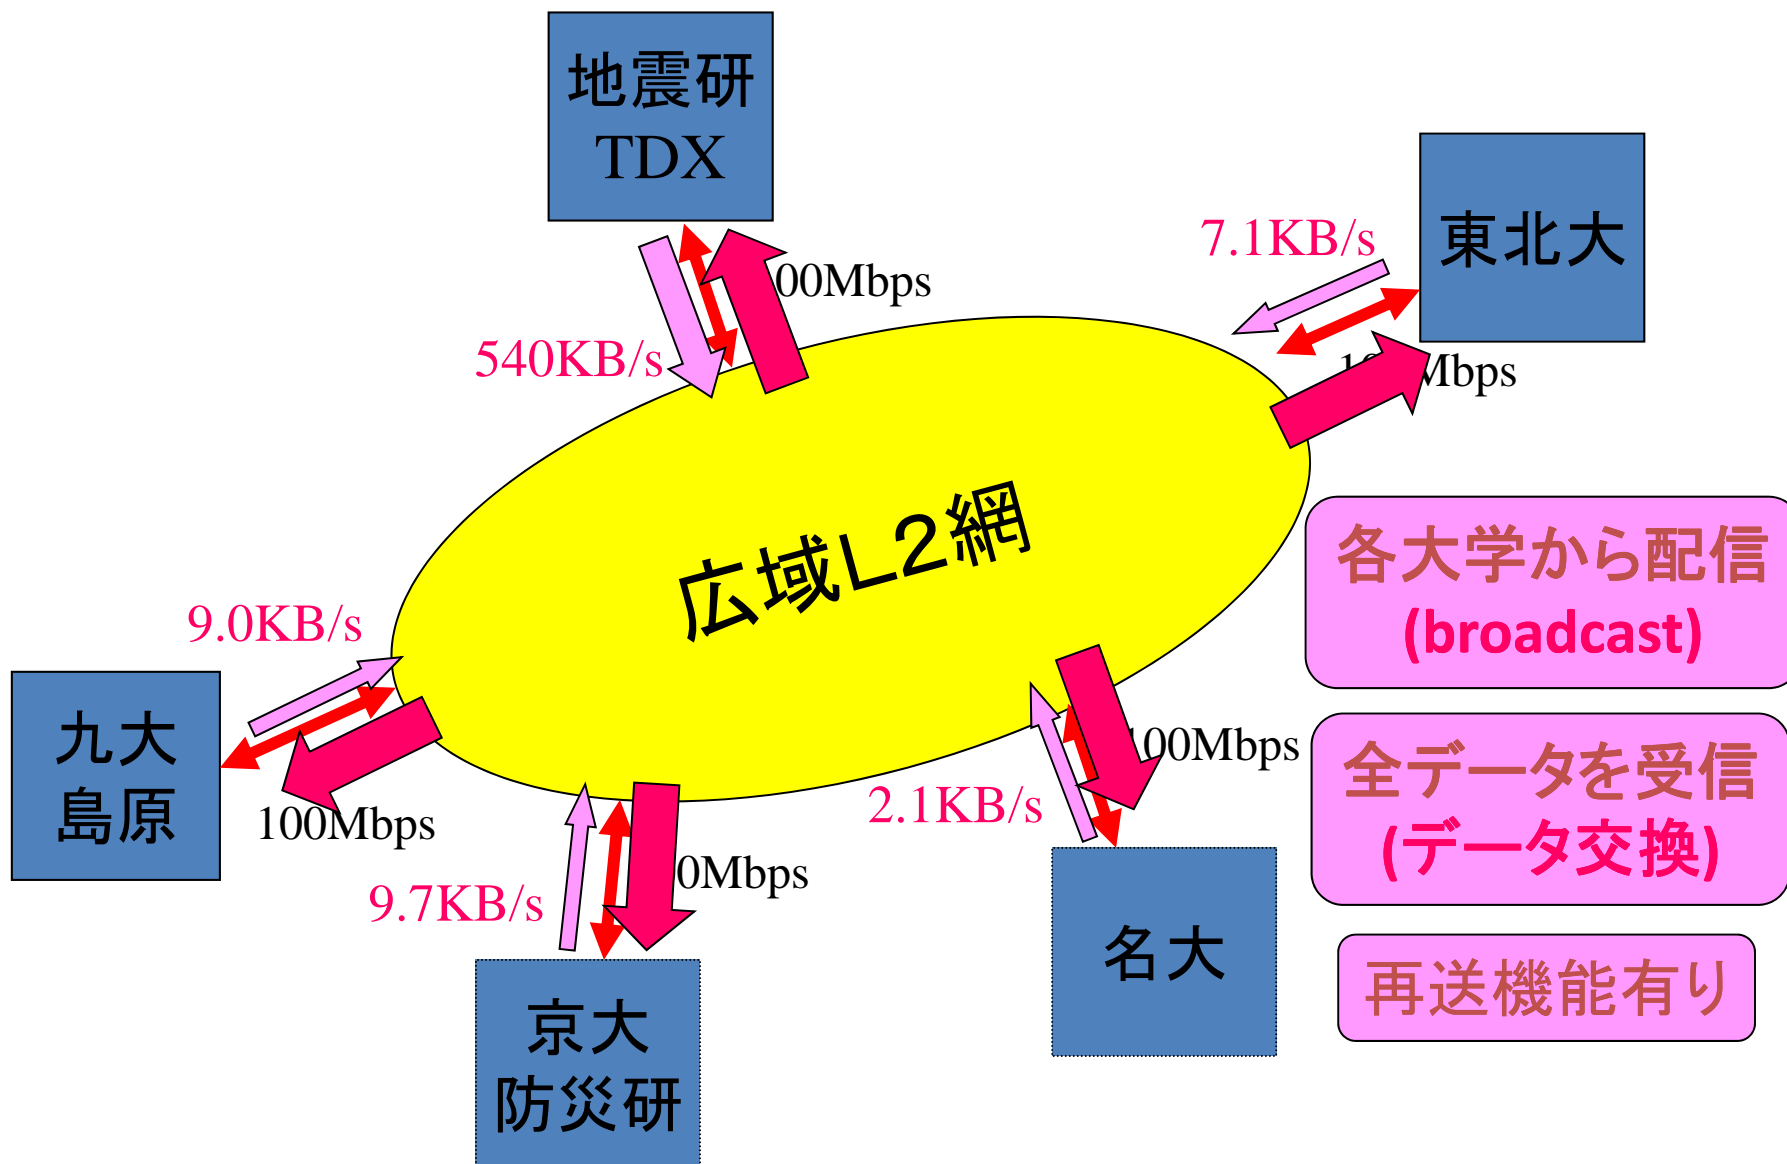 地震研
TDX
00Mbps
540KB/s
7.1KB/s
東北大
Mbps
広域L2網
各大学から配信
(broadcast)
全データを受信
(データ交換)
再送機能有り
9.0KB/s
九大
島原
100Mbps
9.7KB/s
0Mbps
京大
防災研
2.1KB/s
100Mbps
名大